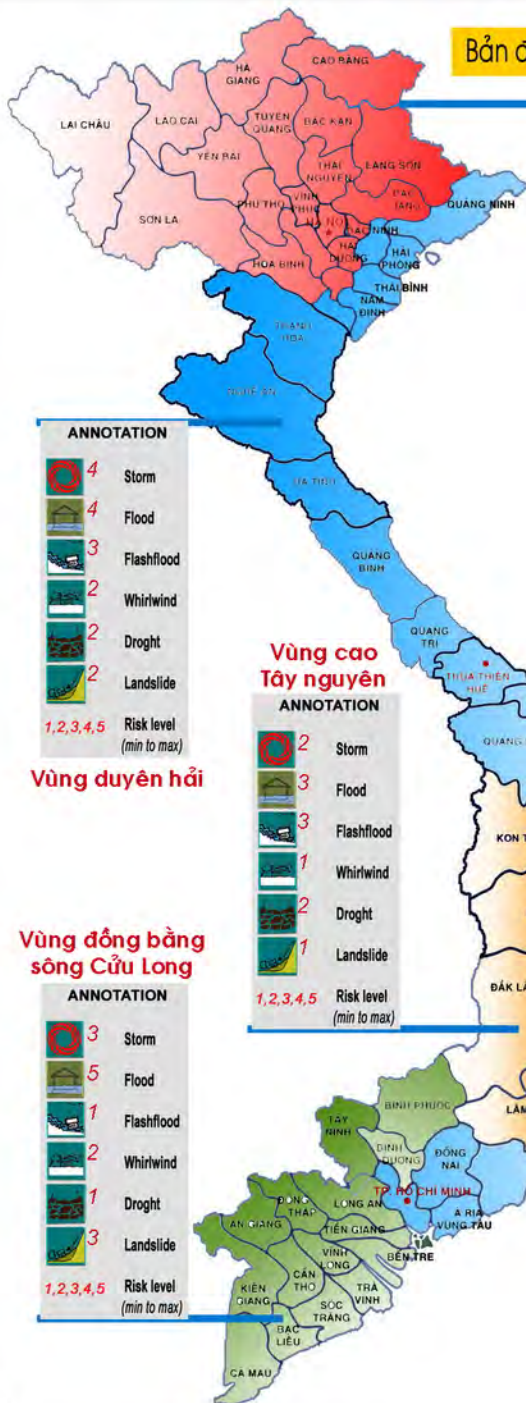 Bản đ
HÀ
GIANG
CAO BẰNG
LAI CHÂU
LAO CAI
TUYÊN
QUANG
BẮC KẠN
YÊN BÁI
THÁI
NGUYÊN
LẠNG SƠN
SƠN LA
PHÚ THỌ
VĨNH
PHÚC
BẮC
GIANG
QUẢNG NINH
HÀ NỘI
BẮC NINH
HẢI
DƯƠNG
HẢI
PHÒNG
HÒA BÌNH
THÁI BÌNH
NAM
ĐỊNH
THANH
HÓA
NGHỆ AN
HÀ TĨNH
QUẢNG
BÌNH
QUẢNG
TRỊ
THỪA THIÊN
HUẾ
QUẢNG
KON T
ĐẮK LẮ
LÂM
ANNOTATION
4 Storm
4 Flood
3 Flashflood
2 Whirlwind
2 Droght
2 Landslide
1,2,3,4,5 Risk level
(min to max)
Vùng duyên hải
Vùng cao
Tây nguyên
ANNOTATION
2 Storm
3 Flood
3 Flashflood
1 Whirlwind
2 Droght
1 Landslide
1,2,3,4,5 Risk level
(min to max)
Vùng đồng bằng
sông Cửu Long
ANNOTATION
3 Storm
5 Flood
1 Flashflood
2 Whirlwind
1 Droght
3 Landslide
1,2,3,4,5 Risk level
(min to max)
BÌNH PHƯỚC
TÂY
NINH
BÌNH
DƯƠNG
ĐỒNG
NAI
TP. HỒ CHÍ MINH
A RIA
VŨNG TÀU
ĐỒNG
THÁP
LONG AN
AN GIANG
TIỀN GIANG
VĨNH
LONG
BẾN TRE
CẦN
THƠ
KIÊN
GIANG
TRÀ
VINH
SÓC
TRĂNG
BẠC
LIÊU
CÀ MAU